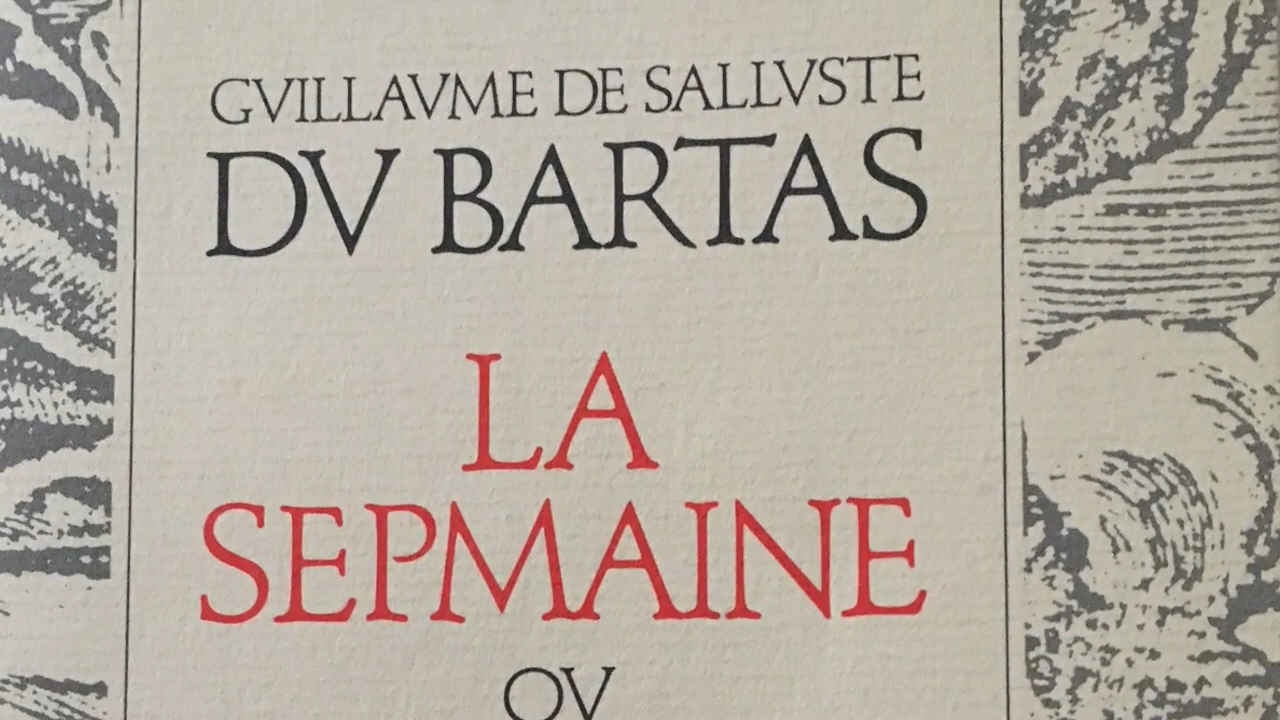 GVILLAVME DE SALLVSTE
DV BARTAS
LA
SEPMAINE
OV